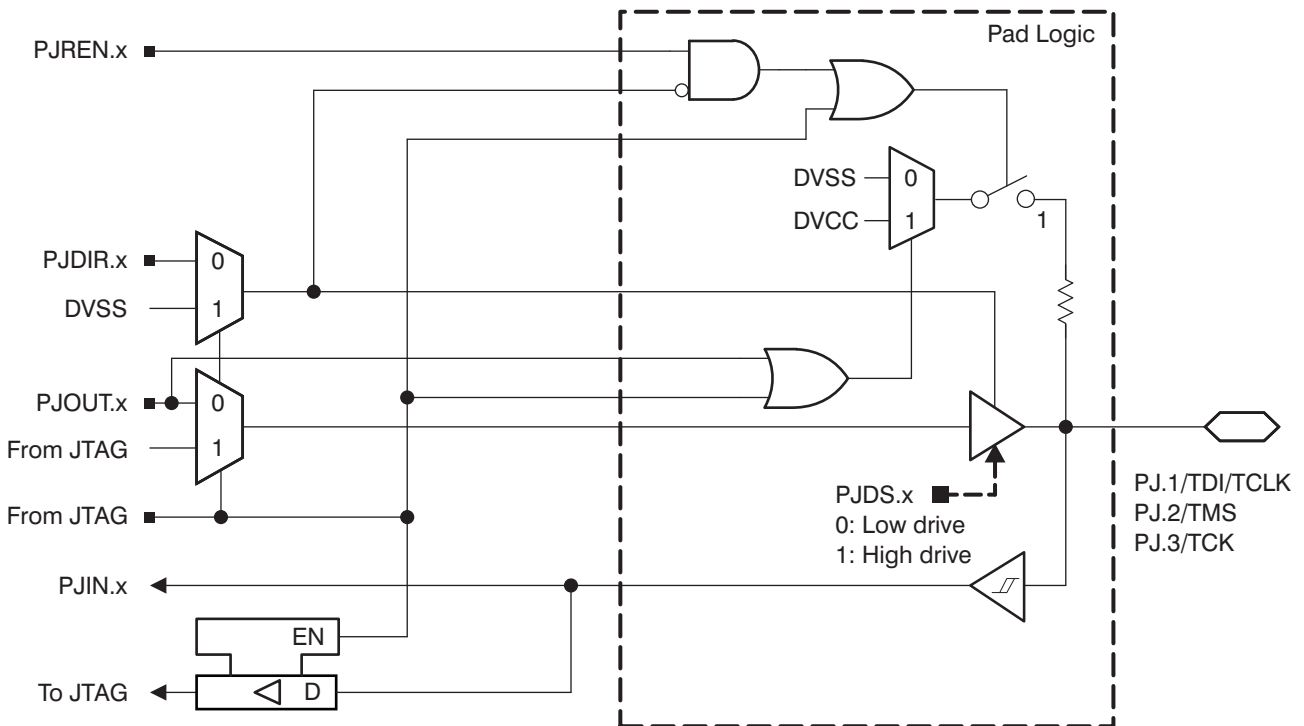 Pad Logic
PJREN.x
DVSS 0
DVCC 1
1
PJDIR.x 0
DVSS 1
PJOUT.x 0
From JTAG 1
From JTAG
PJDS.x
0: Low drive
1: High drive
PJ.1/TDI/TCLK
PJ.2/TMS
PJ.3/TCK
PJIN.x
EN
To JTAG
D